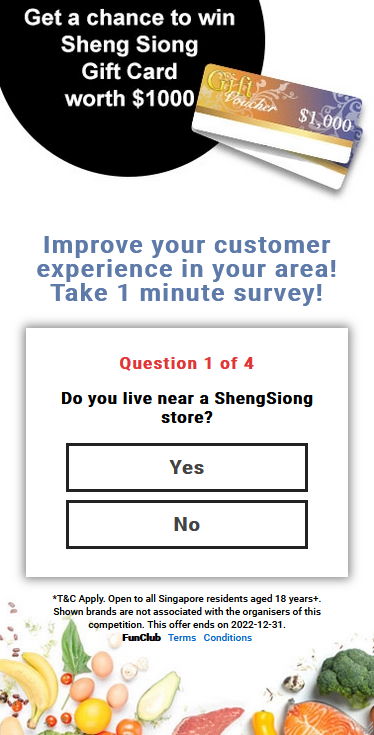 Get a chance to win
Sheng Siong
Gift Card
worth $1000
Gift
Voucher
$1,000
Improve your customer
experience in your area!
Take 1 minute survey!
Question 1 of 4
Do you live near a ShengSiong
store?
Yes
No
*T&C Apply. Open to all Singapore residents aged 18 years+.
Shown brands are not associated with the organisers of this
competition. This offer ends on 2022-12-31.
FunClub Terms Conditions